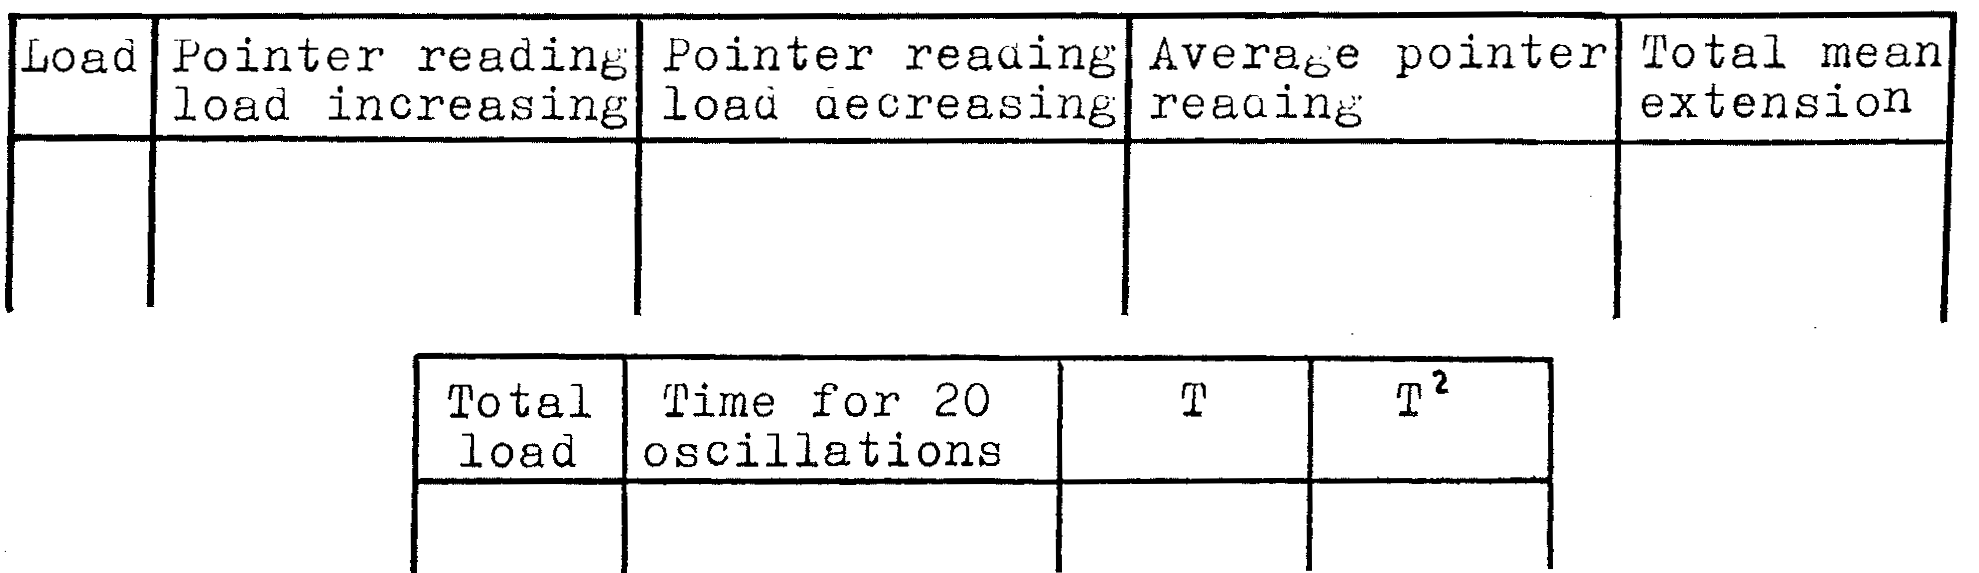 Load Pointer reading Pointer reading Average pointer Total mean
load increasing load decreasing reading extension
Total Time for 20 T T²
load oscillations